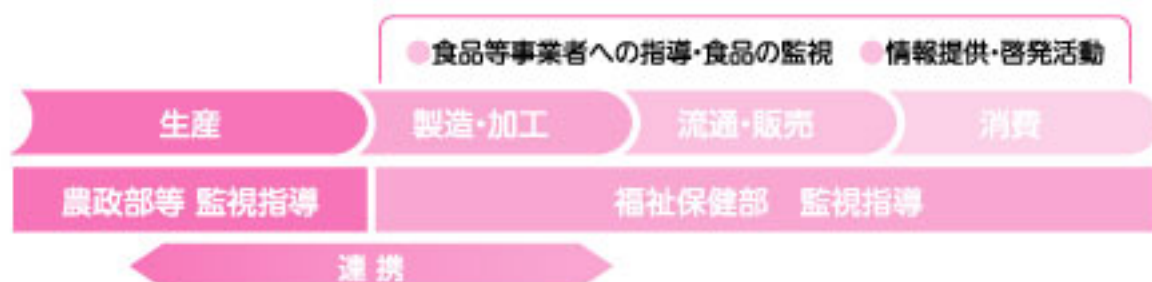 ●食品等事業者への指導・食品の監視 ●情報提供・啓発活動
生産 製造・加工 流通・販売 消費
農政部等 監視指導 福祉保健部 監視指導
連携